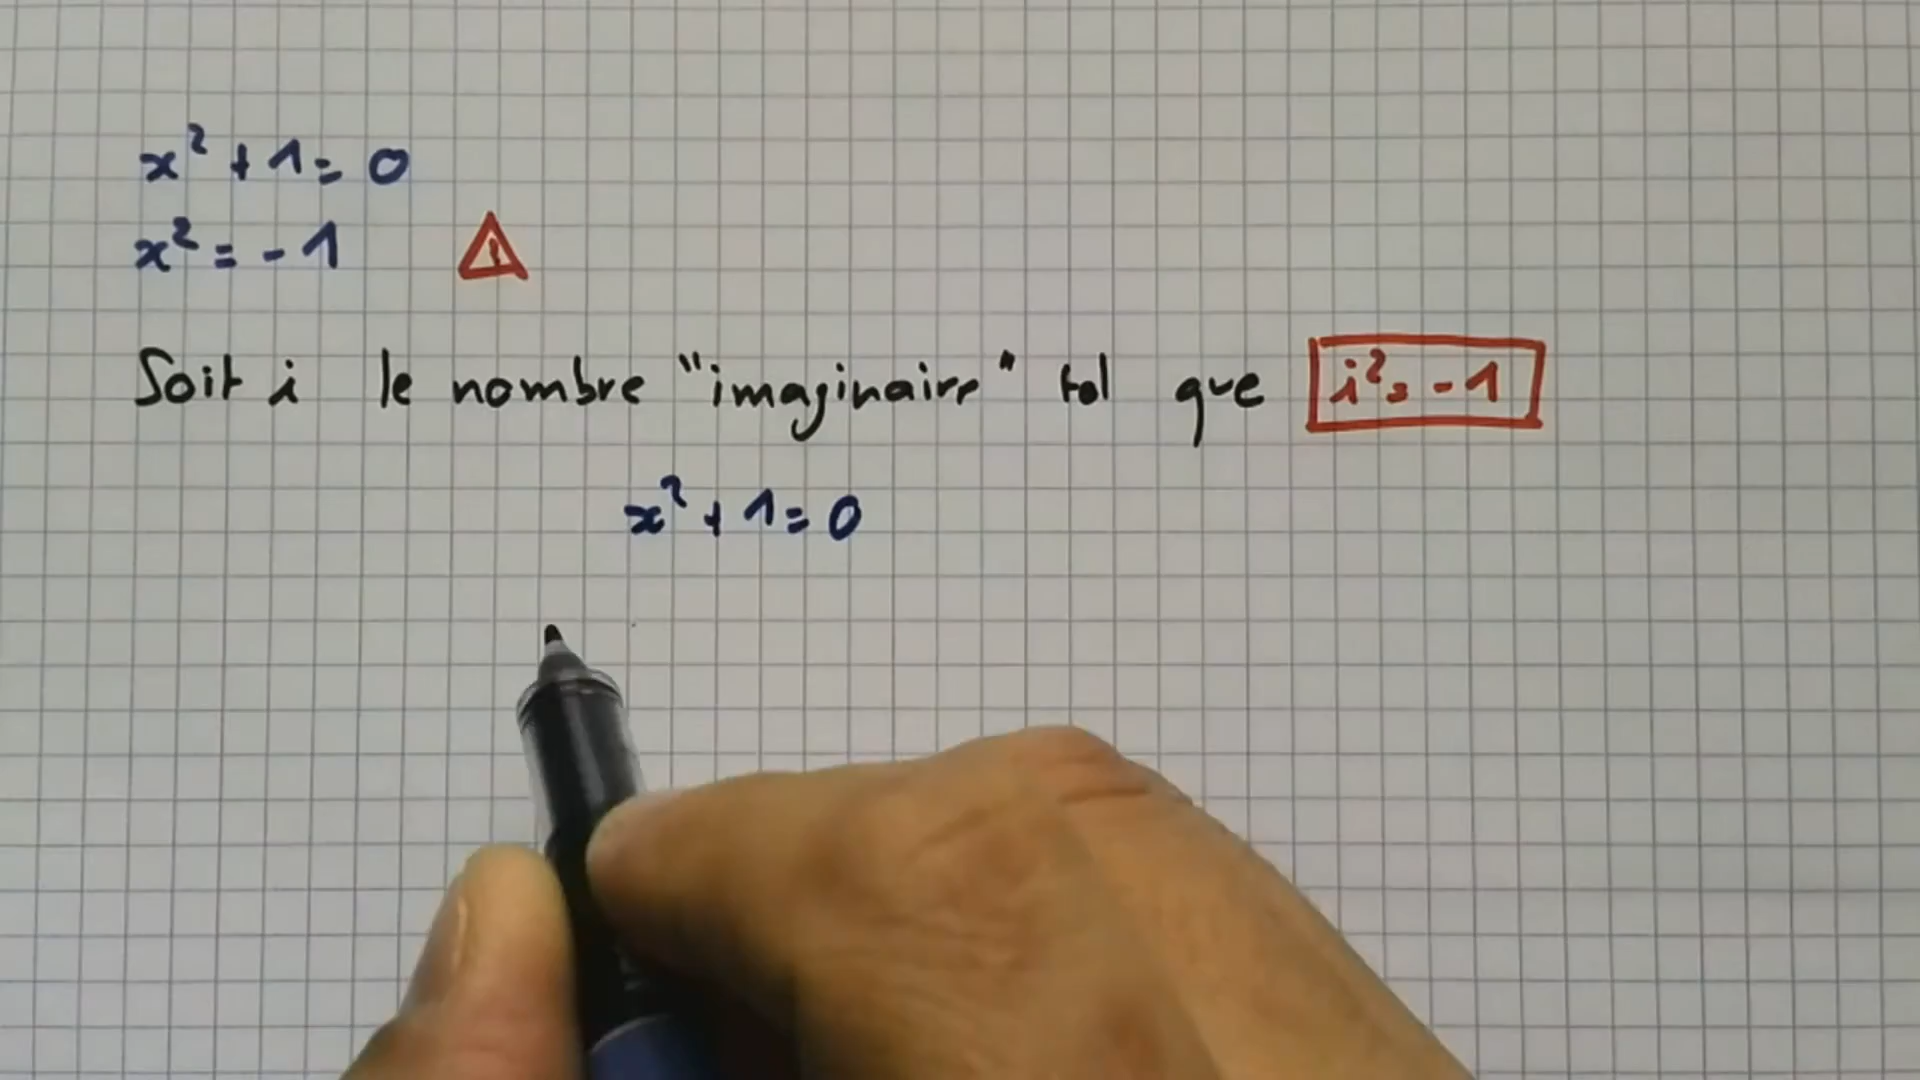 x² + 1 = 0
x² = - 1 ⚠
Soit i le nombre "imaginaire" tel que i² = - 1
x² + 1 = 0